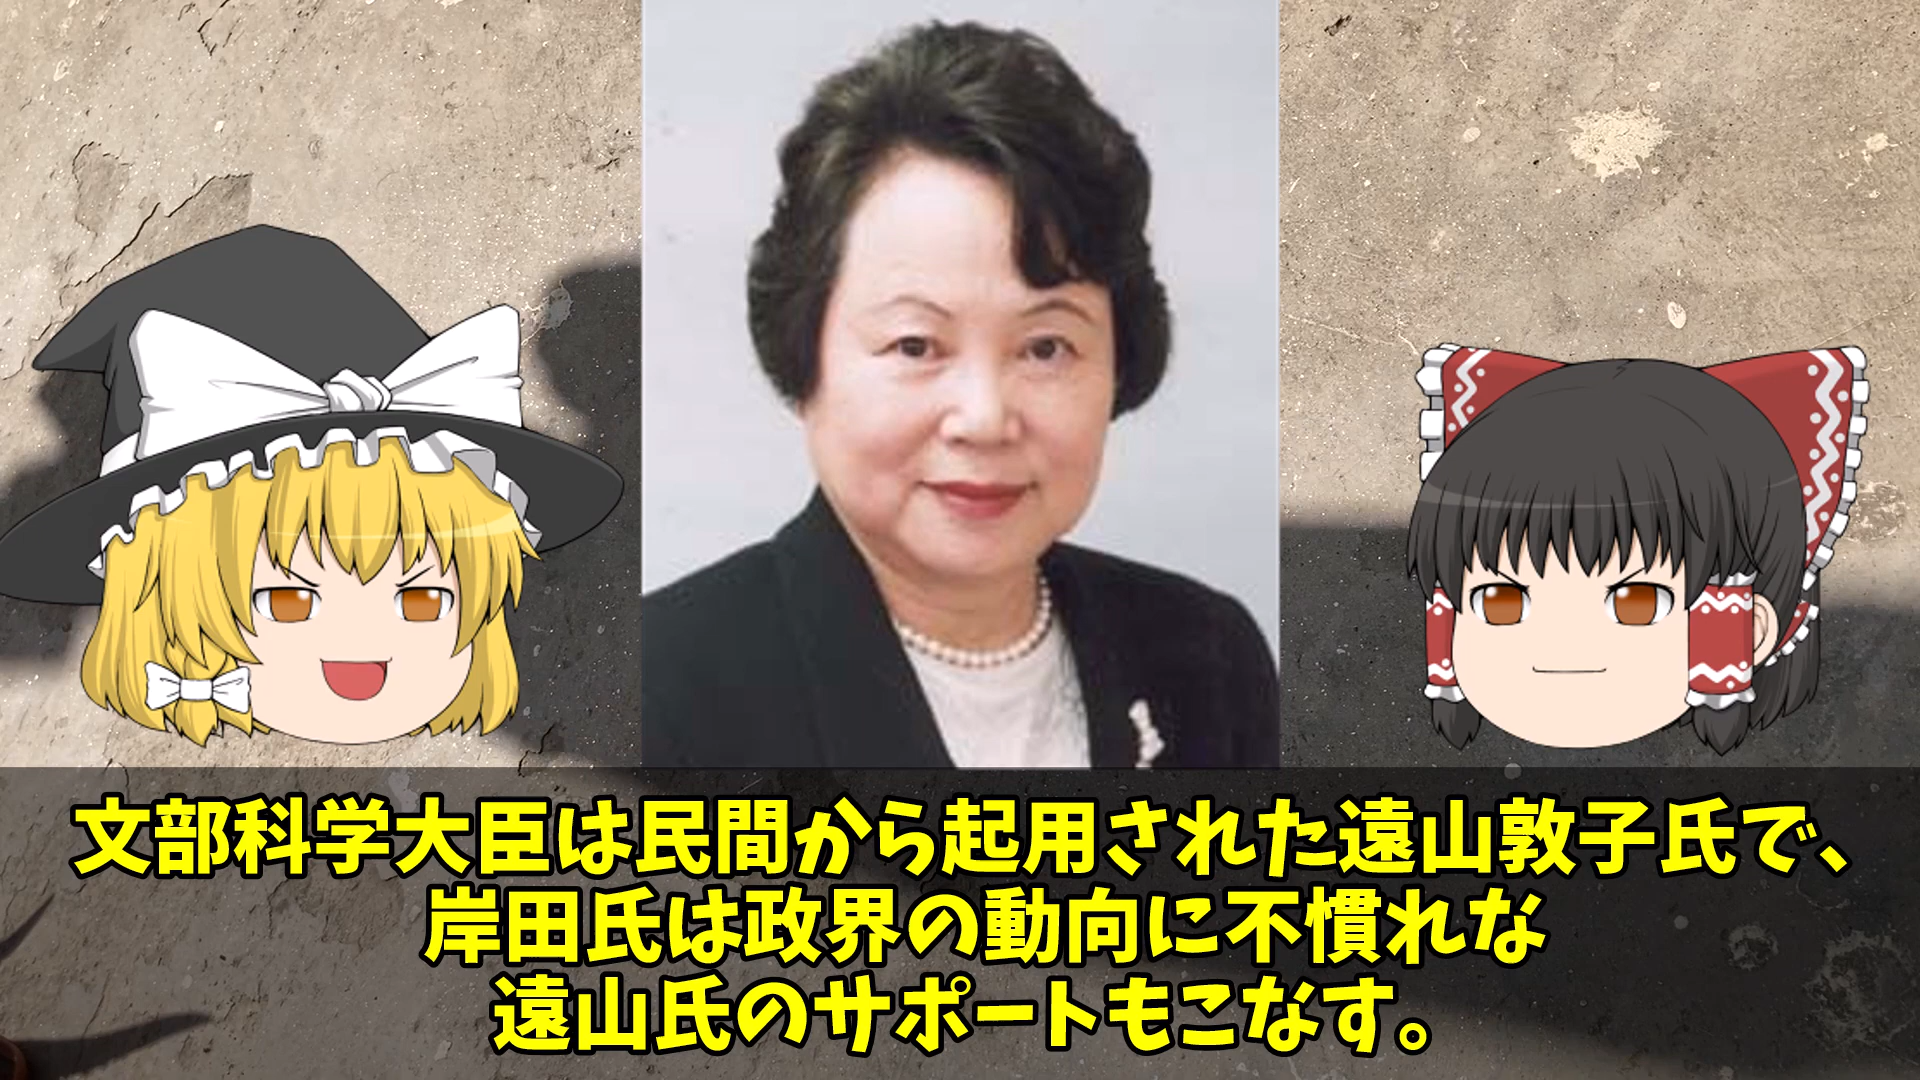 文部科学大臣は民間から起用された遠山敦子氏で、
岸田氏は政界の動向に不慣れな
遠山氏のサポートもこなす。